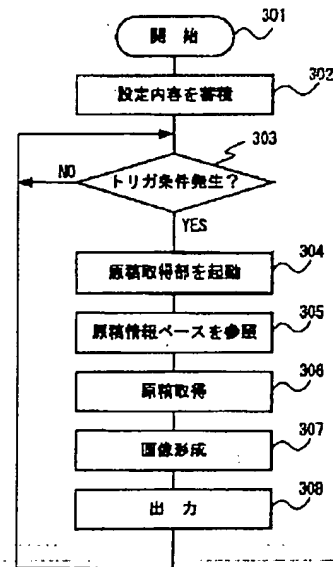 開始
301
設定内容を蓄積
302
トリガ条件発生?
303
NO
YES
原稿取得部を起動
304
原稿情報ベースを参照
305
原稿取得
306
画像形成
307
出力
308